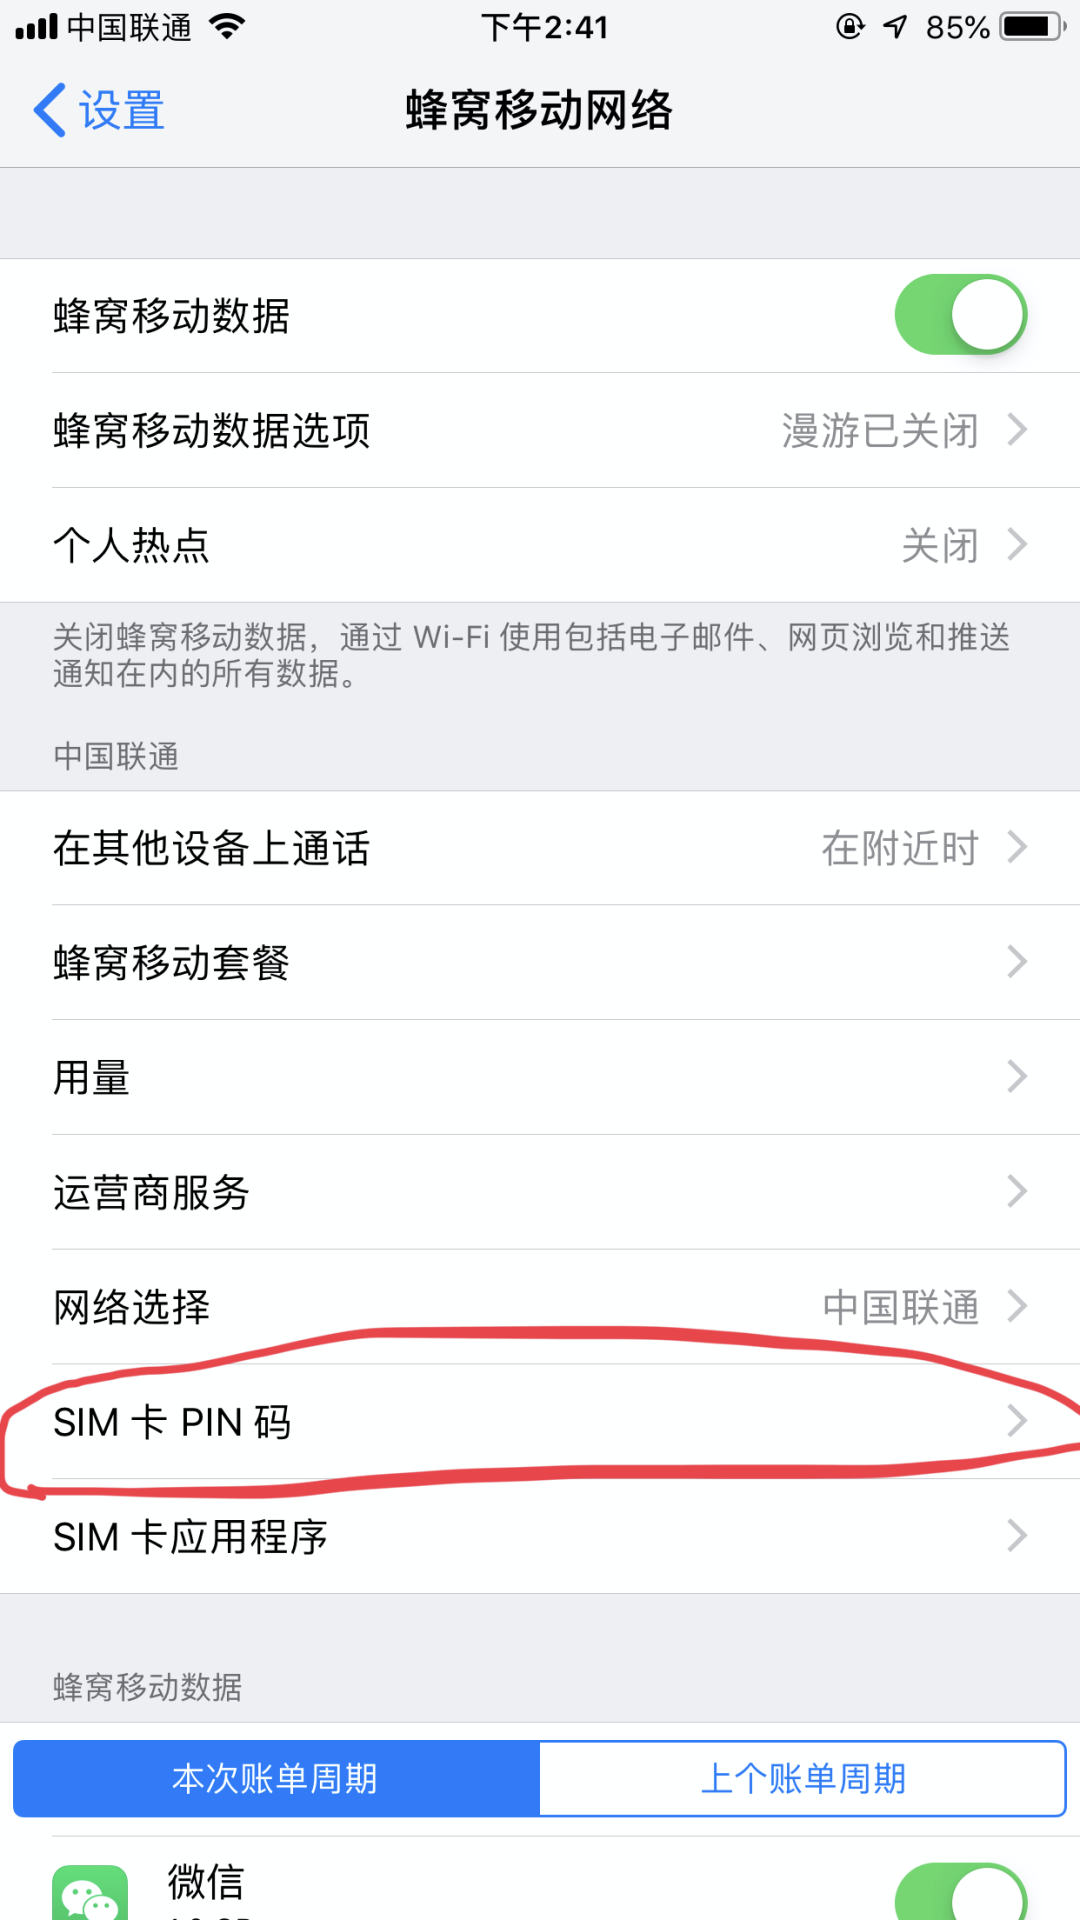 中国联通 下午2:41 85%
设置 蜂窝移动网络
蜂窝移动数据
蜂窝移动数据选项 漫游已关闭
个人热点 关闭
关闭蜂窝移动数据，通过 Wi-Fi 使用包括电子邮件、网页浏览和推送
通知在内的所有数据。
中国联通
在其他设备上通话 在附近时
蜂窝移动套餐
用量
运营商服务
网络选择 中国联通
SIM 卡 PIN 码
SIM 卡应用程序
蜂窝移动数据
本次账单周期 上个账单周期
微信